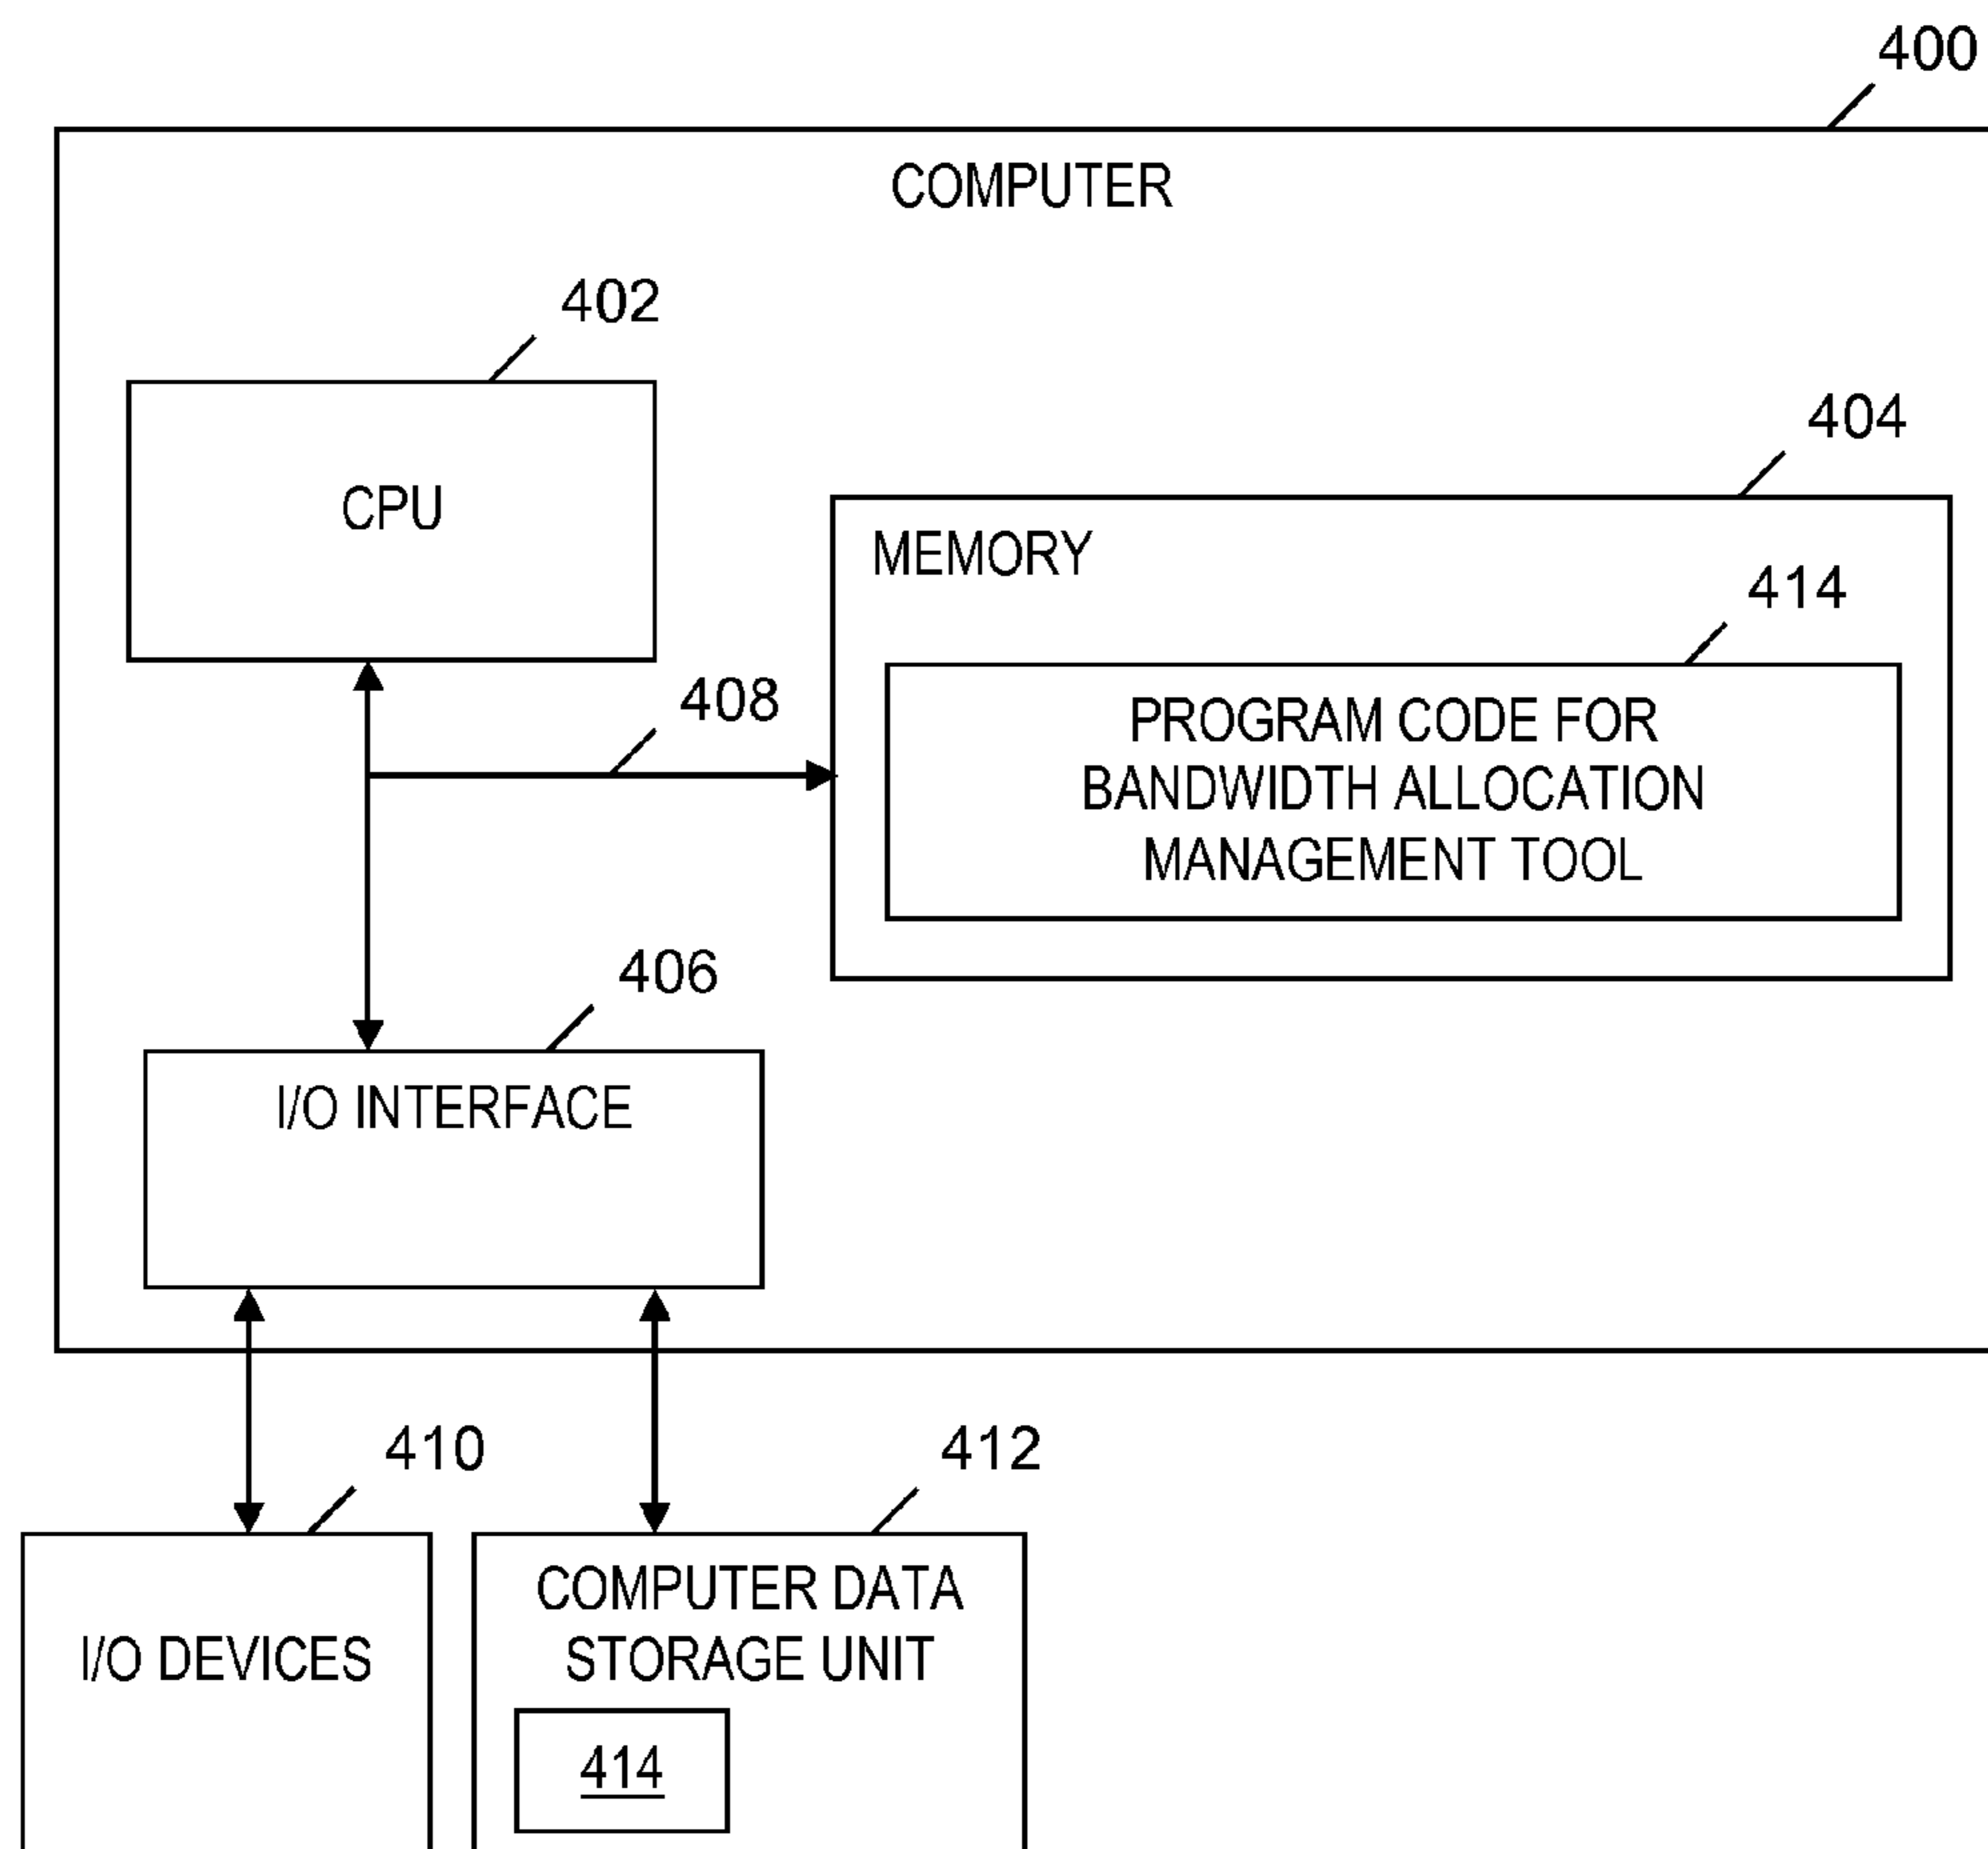 400
COMPUTER
402
CPU
404
MEMORY
414
PROGRAM CODE FOR
BANDWIDTH ALLOCATION
MANAGEMENT TOOL
408
406
I/O INTERFACE
410
412
I/O DEVICES
COMPUTER DATA
STORAGE UNIT
414